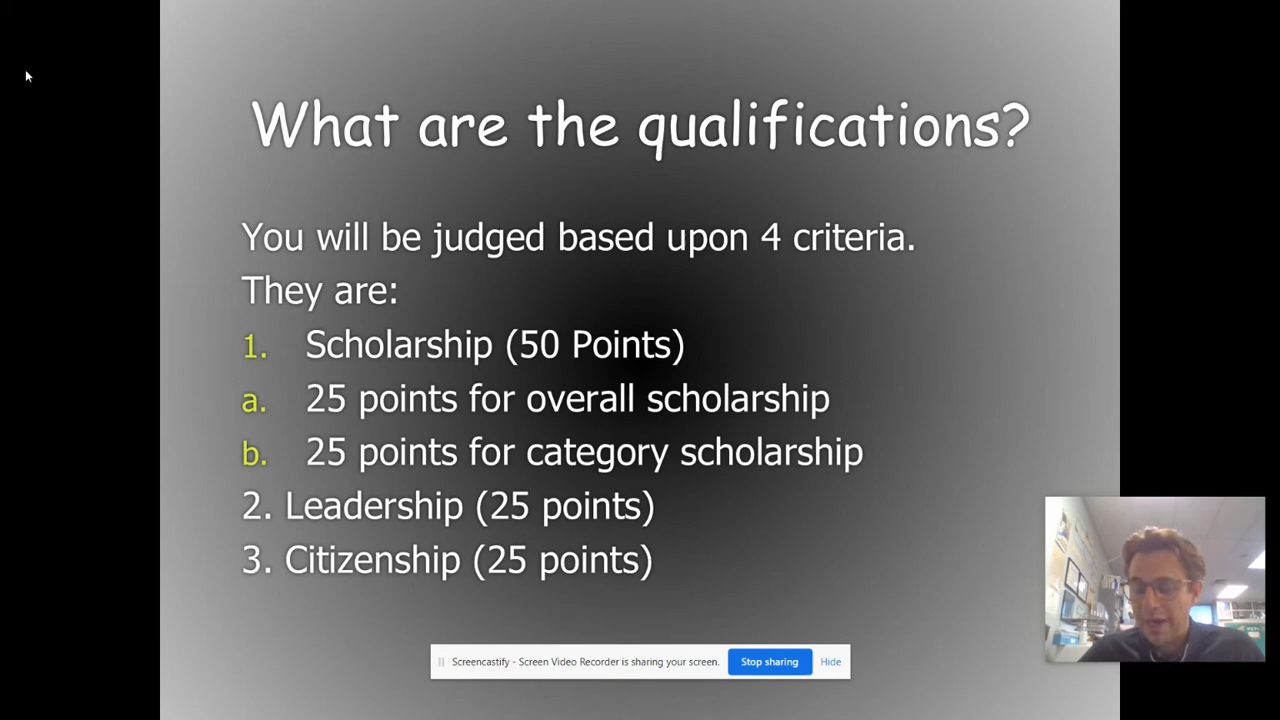 What are the qualifications?
You will be judged based upon 4 criteria.
They are:
1. Scholarship (50 Points)
a. 25 points for overall scholarship
b. 25 points for category scholarship
2. Leadership (25 points)
3. Citizenship (25 points)
Screencastify - Screen Video Recorder is sharing your screen. Stop sharing Hide